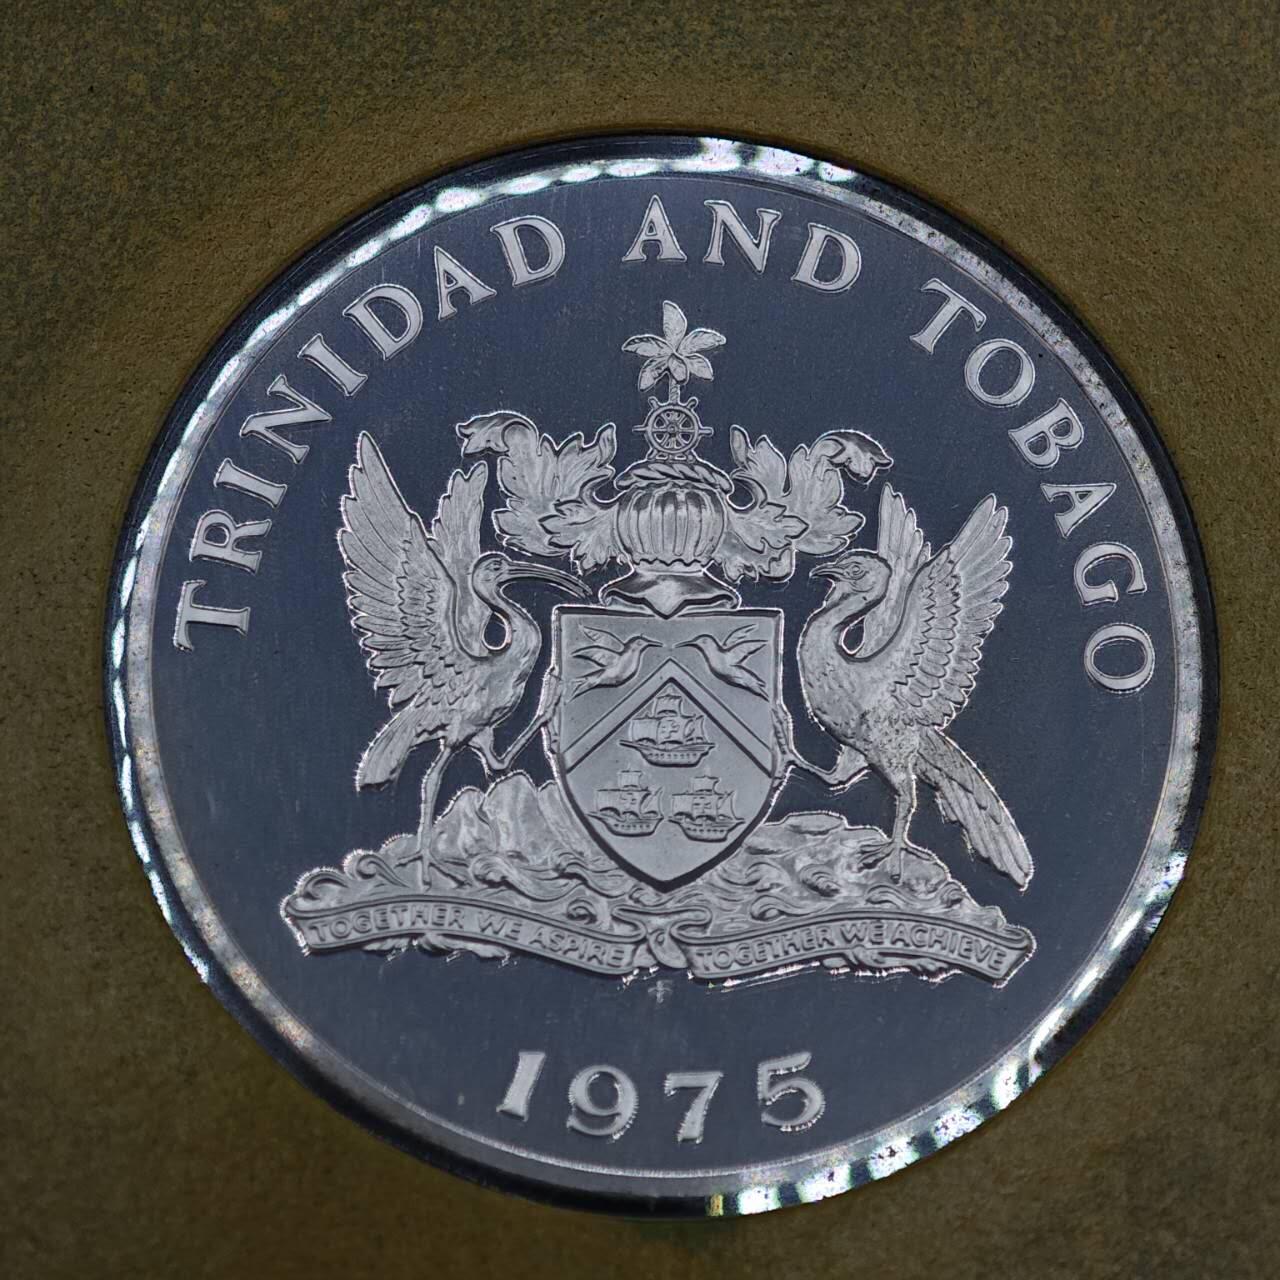 TRINIDAD AND TOBAGO
TOGETHER WE ASPIRE
TOGETHER WE ACHIEVE
1975